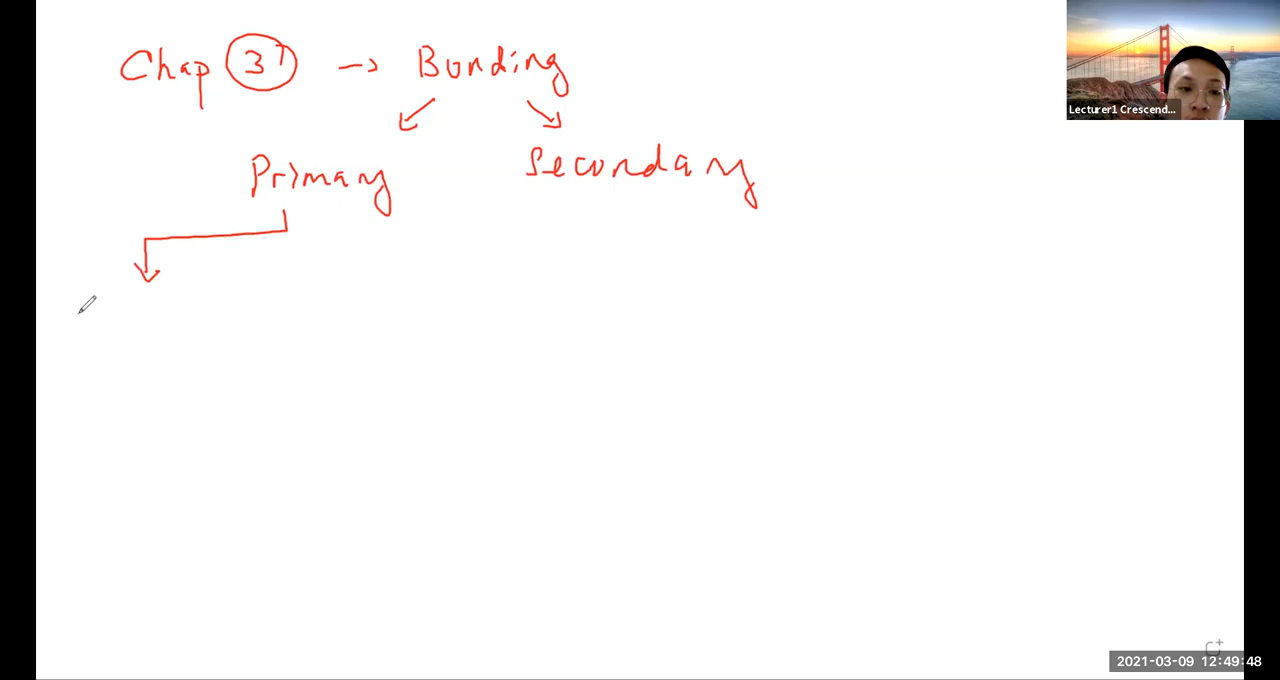 Chap 3 → Bonding
Primary Secondary
Lecturer1 Crescend...
2021-03-09 12:49:48